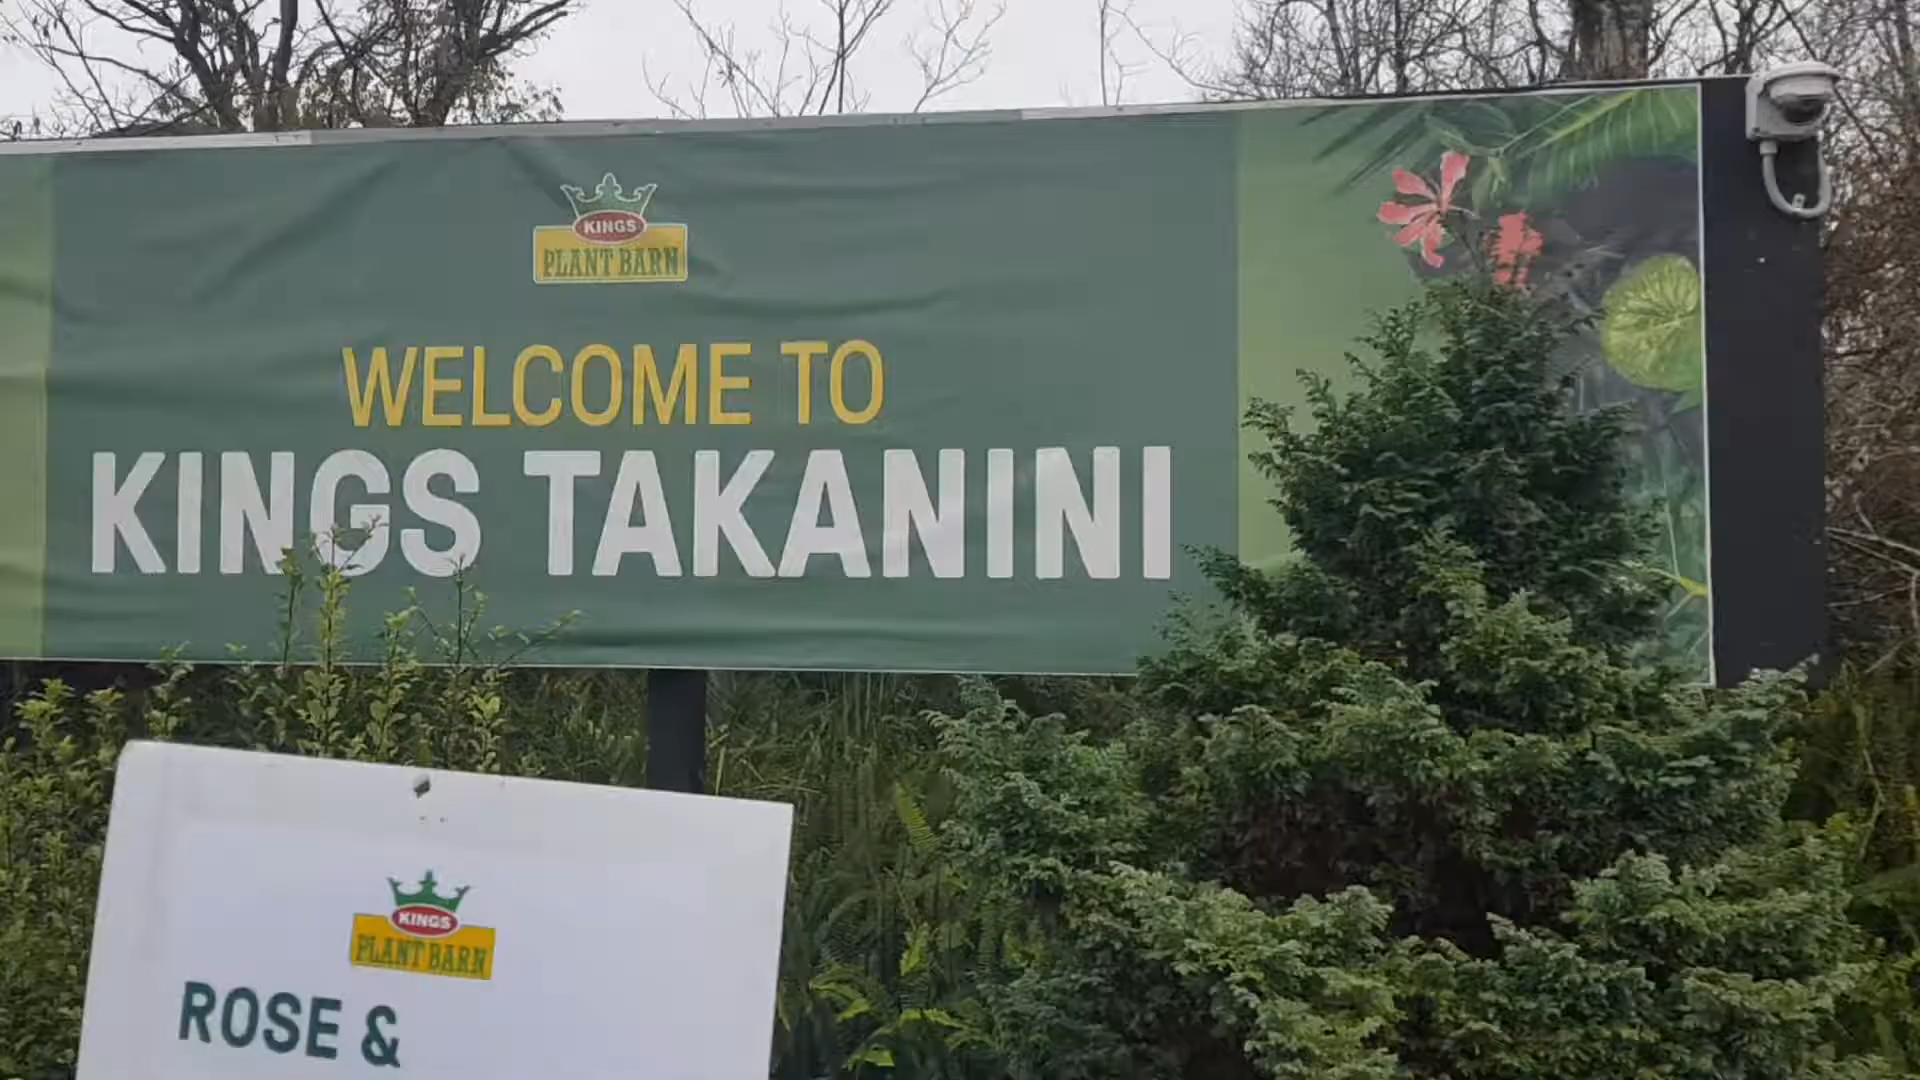 KINGS
PLANT BARN
WELCOME TO
KINGS TAKANINI
KINGS
PLANT BARN
ROSE &